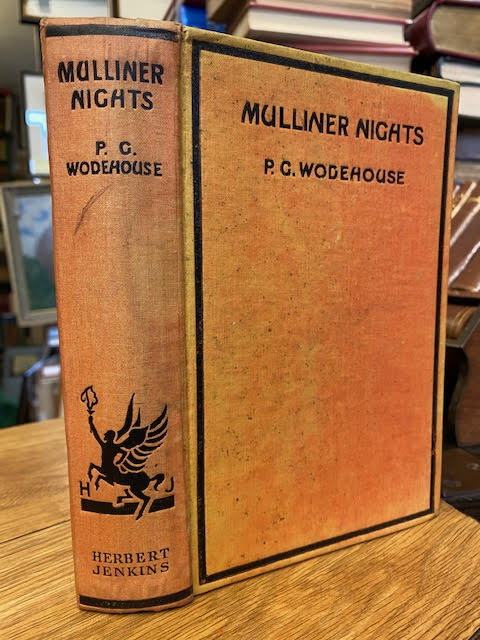 MULLINER
NIGHTS
P. G.
WODEHOUSE
H J
HERBERT
JENKINS
MULLINER NIGHTS
P. G. WODEHOUSE